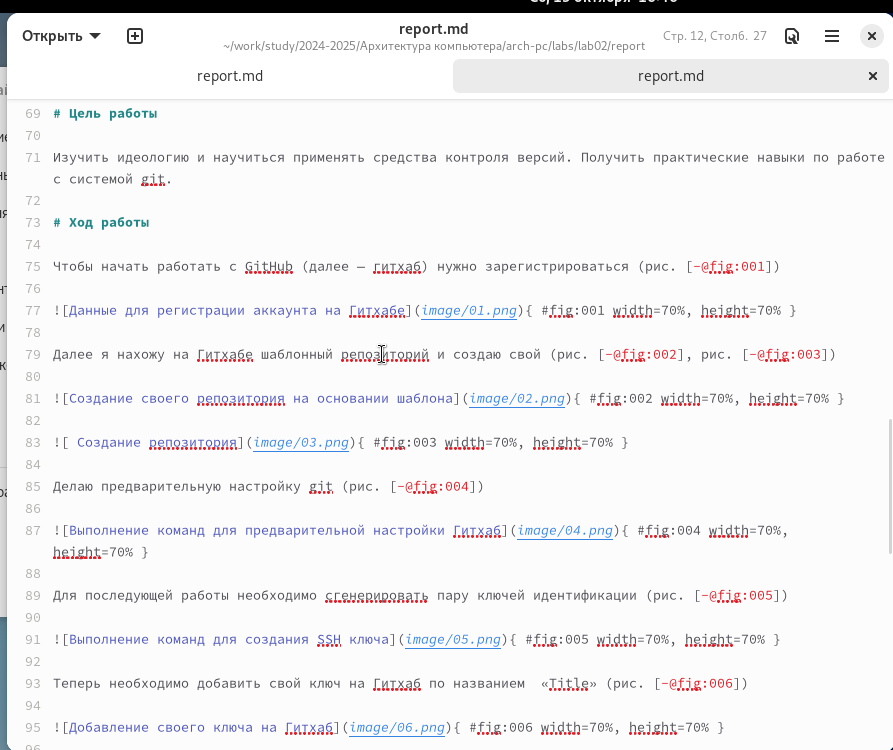 Открыть
report.md
~/work/study/2024-2025/Архитектура компьютера/arch-pc/labs/lab02/report
Стр. 12, Столб. 27
report.md
report.md
69 # Цель работы
70
71 Изучить идеологию и научиться применять средства контроля версий. Получить практические навыки по работе
с системой git.
72
73 # Ход работы
74
75 Чтобы начать работать с GitHub (далее — гитхаб) нужно зарегистрироваться (рис. [-@fig:001])
76
77 ![Данные для регистрации аккаунта на Гитхабе](image/01.png){ #fig:001 width=70%, height=70% }
78
79 Далее я нахожу на Гитхабе шаблонный репозиторий и создаю свой (рис. [-@fig:002], рис. [-@fig:003])
80
81 ![Создание своего репозитория на основании шаблона](image/02.png){ #fig:002 width=70%, height=70% }
82
83 ![ Создание репозитория](image/03.png){ #fig:003 width=70%, height=70% }
84
85 Делаю предварительную настройку git (рис. [-@fig:004])
86
87 ![Выполнение команд для предварительной настройки Гитхаб](image/04.png){ #fig:004 width=70%,
height=70% }
88
89 Для последующей работы необходимо сгенерировать пару ключей идентификации (рис. [-@fig:005])
90
91 ![Выполнение команд для создания SSH ключа](image/05.png){ #fig:005 width=70%, height=70% }
92
93 Теперь необходимо добавить свой ключ на Гитхаб по названием  «Title» (рис. [-@fig:006])
94
95 ![Добавление своего ключа на Гитхаб](image/06.png){ #fig:006 width=70%, height=70% }
96